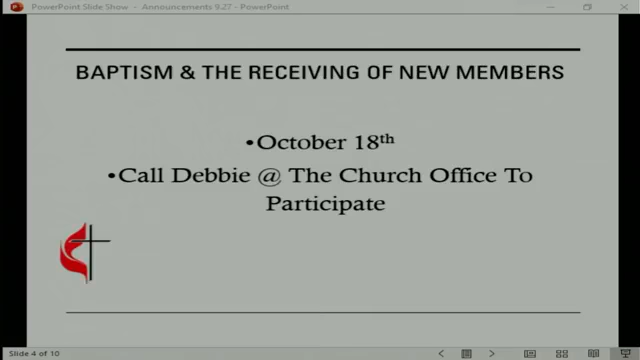 PowerPoint Slide Show - Announcements 9.27 - PowerPoint
BAPTISM & THE RECEIVING OF NEW MEMBERS
•October 18th
•Call Debbie @ The Church Office To
Participate
Slide 4 of 10